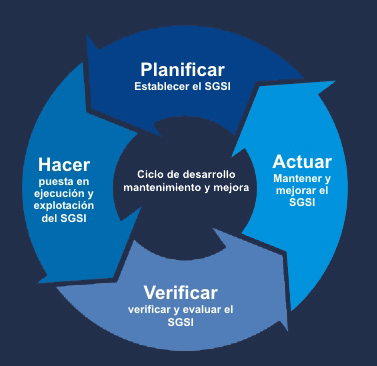 Planificar
Establecer el SGSI
Hacer
puesta en
ejecución y
explotación
del SGSI
Ciclo de desarrollo
mantenimiento y mejora
Actuar
Mantener y
mejorar el
SGSI
Verificar
verificar y evaluar el
SGSI